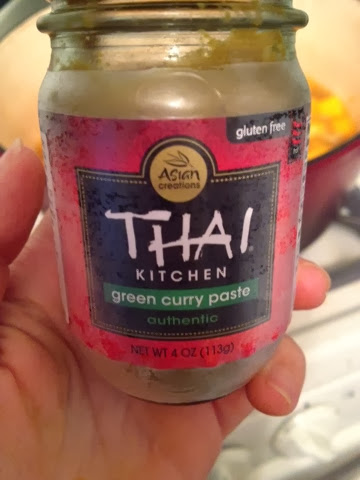 gluten free
Asian
creations
THAI
KITCHEN
green curry paste
authentic
NET WT 4 OZ (113g)